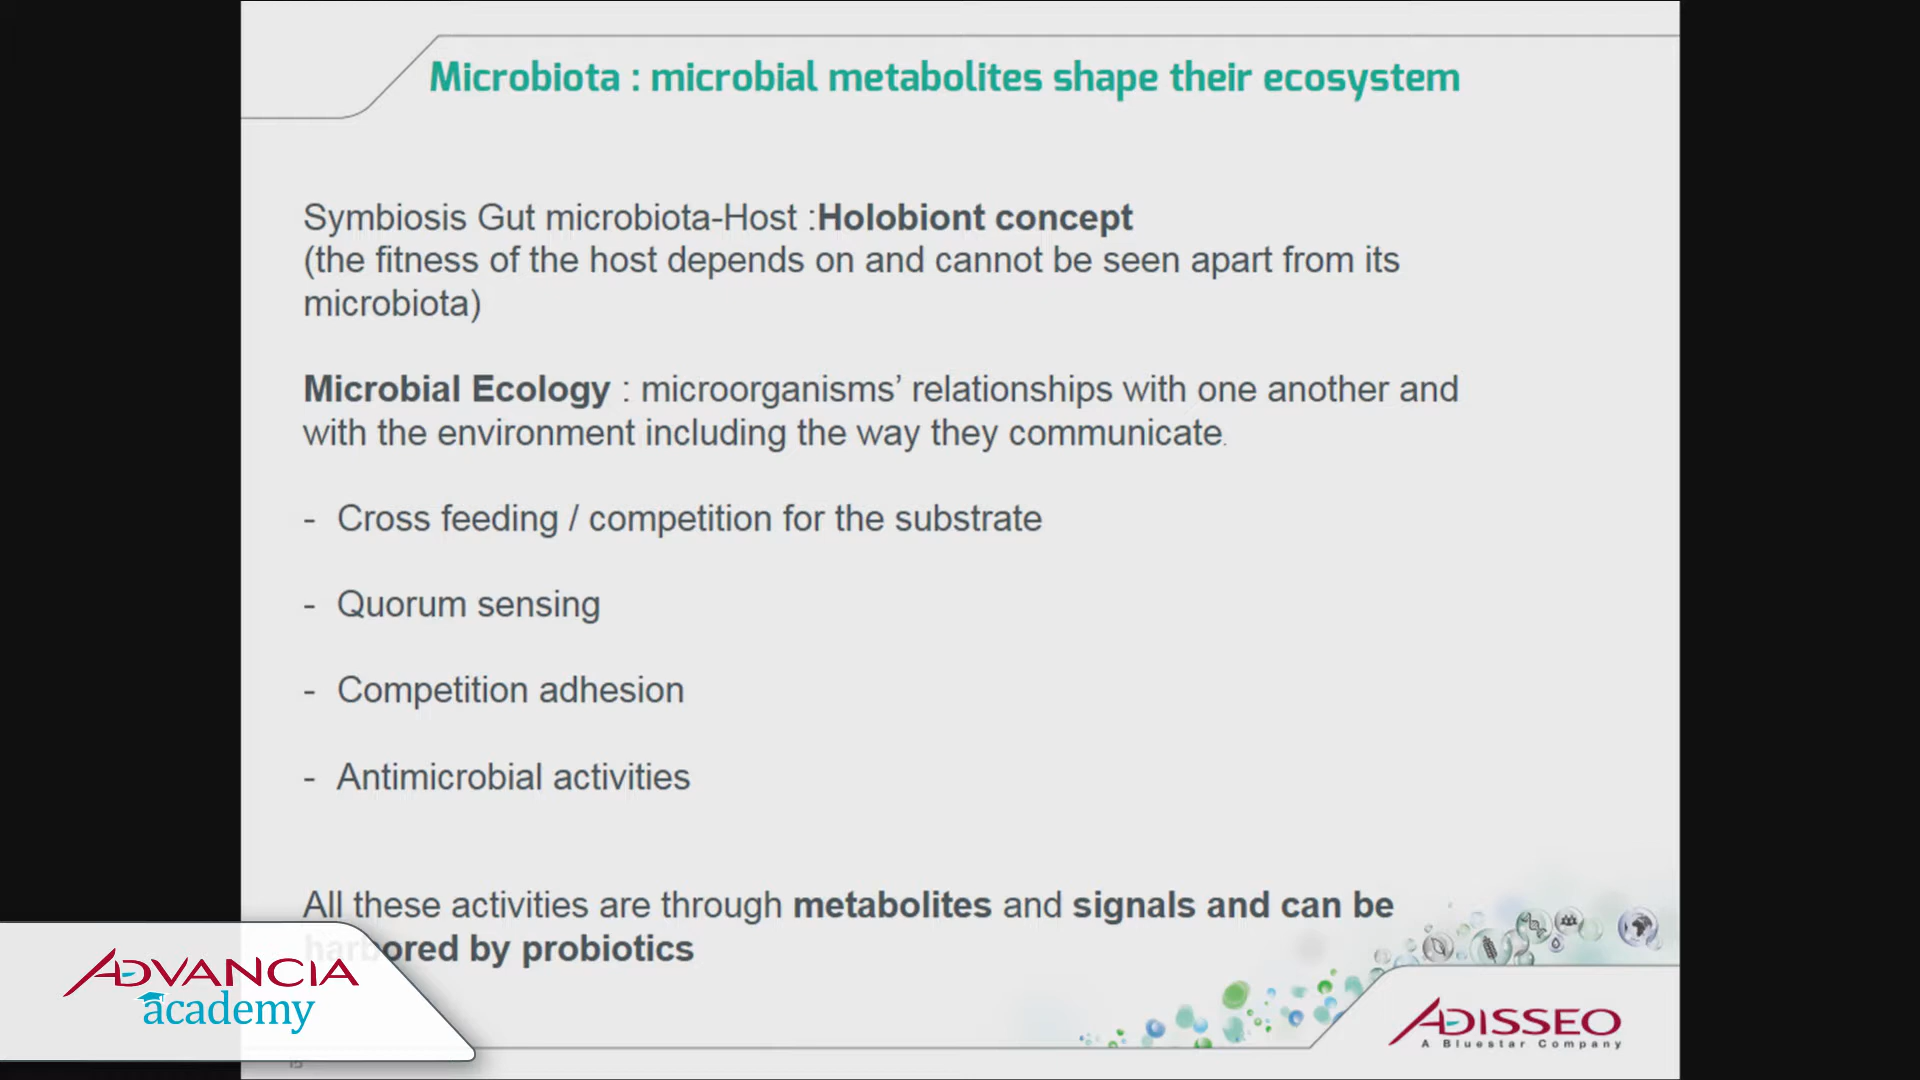 Microbiota : microbial metabolites shape their ecosystem
Symbiosis Gut microbiota-Host :Holobiont concept
(the fitness of the host depends on and cannot be seen apart from its
microbiota)
Microbial Ecology : microorganisms’ relationships with one another and
with the environment including the way they communicate.
- Cross feeding / competition for the substrate
- Quorum sensing
- Competition adhesion
- Antimicrobial activities
All these activities are through metabolites and signals and can be
harbored by probiotics
ADVANCIA
academy
ADISSEO
A Bluestar Company